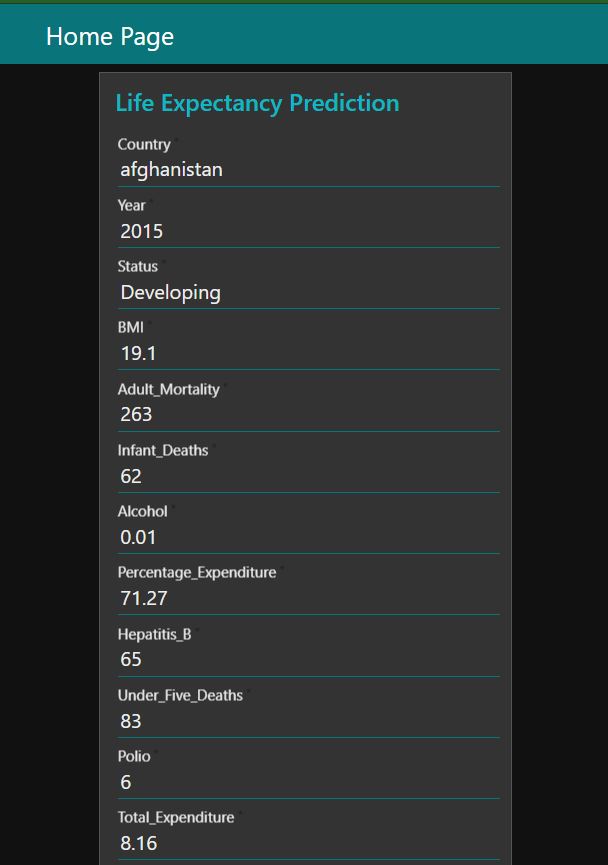 Home Page
Life Expectancy Prediction
Country *
afghanistan
Year *
2015
Status *
Developing
BMI *
19.1
Adult_Mortality *
263
Infant_Deaths *
62
Alcohol *
0.01
Percentage_Expenditure *
71.27
Hepatitis_B *
65
Under_Five_Deaths *
83
Polio *
6
Total_Expenditure *
8.16